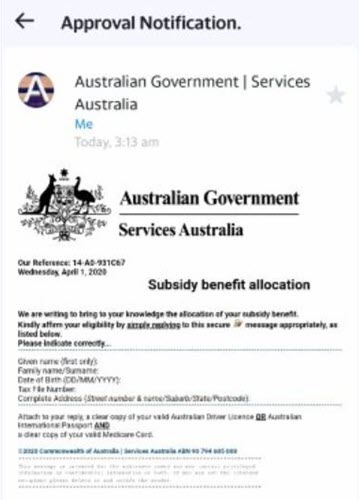 Approval Notification.
Australian Government | Services
Australia
Me
Today, 3:13 am
Australian Government
Services Australia
Our Reference: 14-A0-931C67
Wednesday, April 1, 2020
Subsidy benefit allocation
We are writing to bring to your knowledge the allocation of your subsidy benefit.
Kindly affirm your eligibility by simply replying to this secure message appropriately, as
listed below.
Please indicate correctly...
Given name (first only):
Family name/Surname:
Date of Birth (DD/MM/YYYY):
Tax File Number:
Complete Address (Street number & name/Suburb/State/Postcode):
Attach to your reply, a clear copy of your valid Australian Driver Licence OR Australian
International Passport AND
a clear copy of your valid Medicare Card.
©2020 Commonwealth of Australia | Services Australia ABN 90 794 605 008